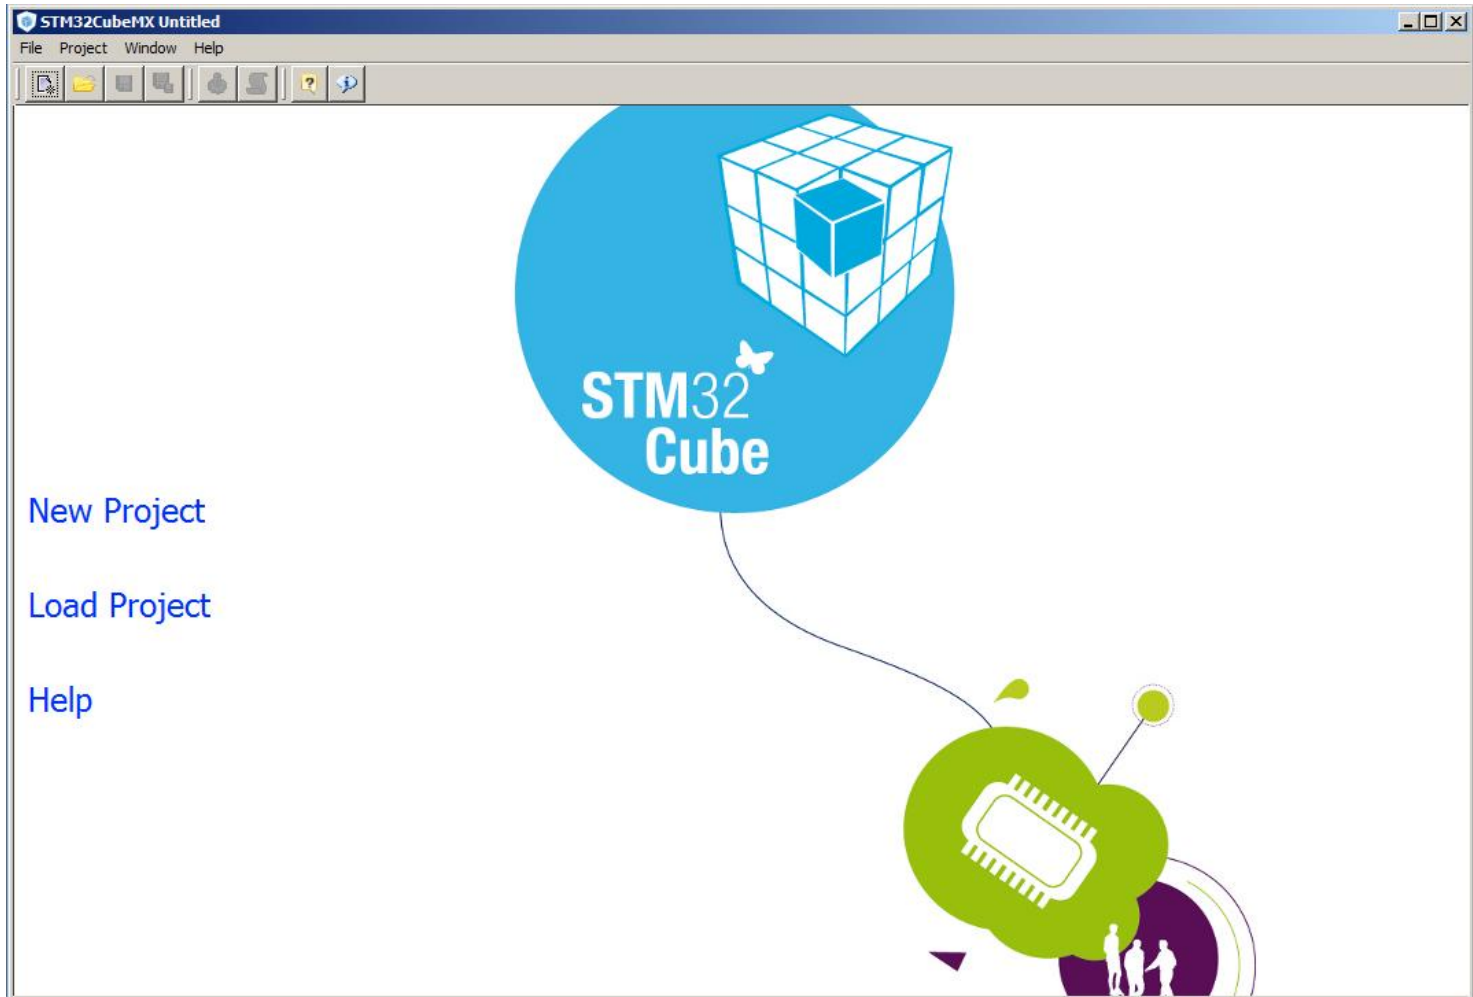 STM32CubeMX Untitled
File Project Window Help
STM32
Cube
New Project
Load Project
Help